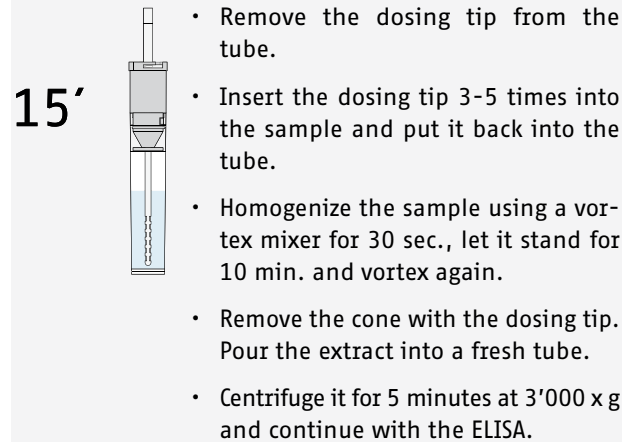 15′
· Remove the dosing tip from the
tube.
· Insert the dosing tip 3-5 times into
the sample and put it back into the
tube.
· Homogenize the sample using a vor-
tex mixer for 30 sec., let it stand for
10 min. and vortex again.
· Remove the cone with the dosing tip.
Pour the extract into a fresh tube.
· Centrifuge it for 5 minutes at 3’000 x g
and continue with the ELISA.